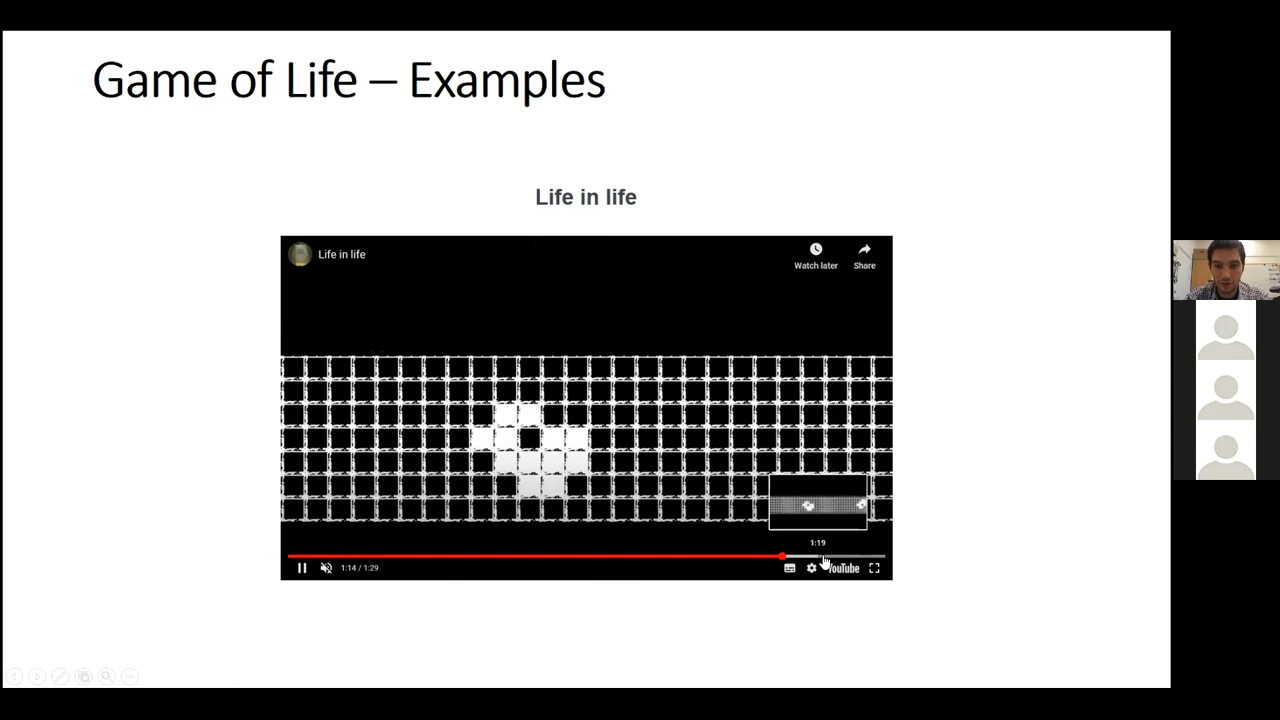 Game of Life – Examples
Life in life
Life in life
Watch later
Share
1:19
1:14 / 1:29
YouTube